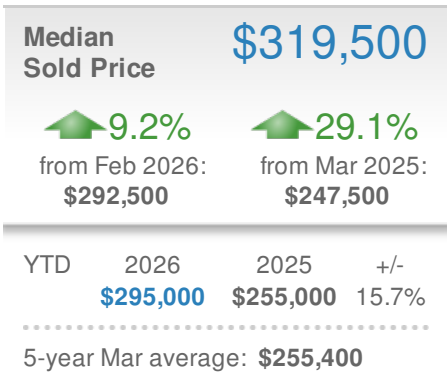 Median
Sold Price
$319,500
9.2%
from Feb 2026:
$292,500
29.1%
from Mar 2025:
$247,500
YTD 2026 2025 +/-
$295,000 $255,000 15.7%
5-year Mar average: $255,400